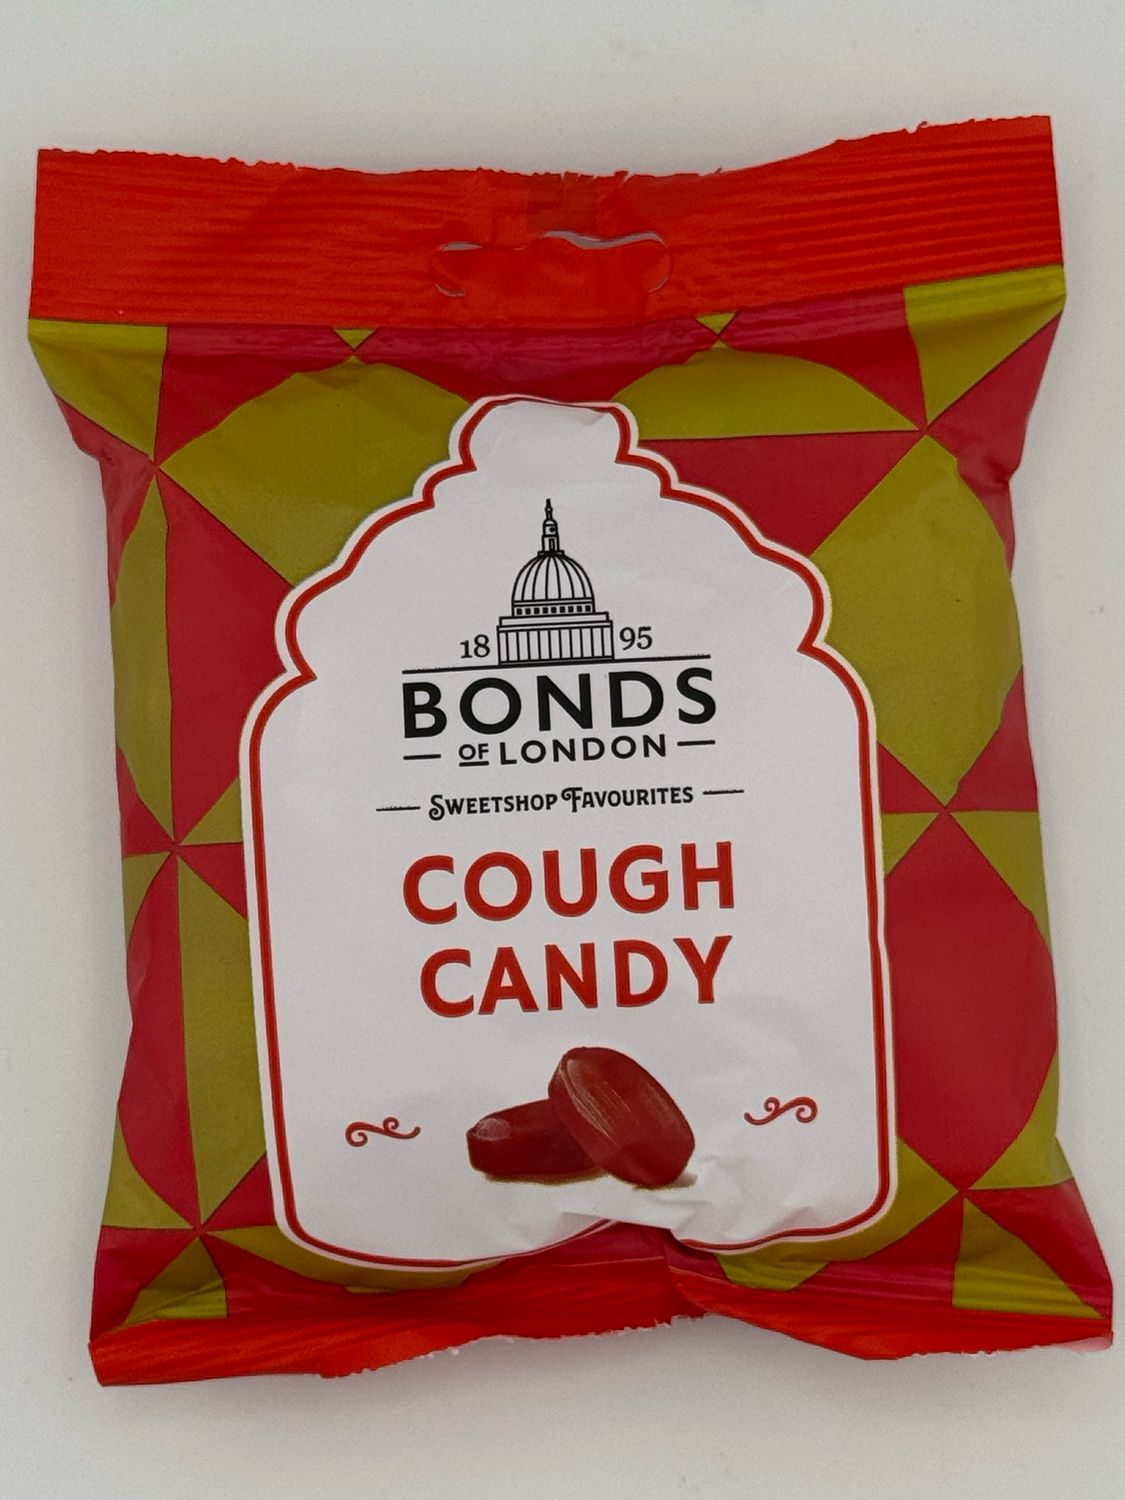 18 95
BONDS
OF LONDON
SWEETSHOP FAVOURITES
COUGH
CANDY